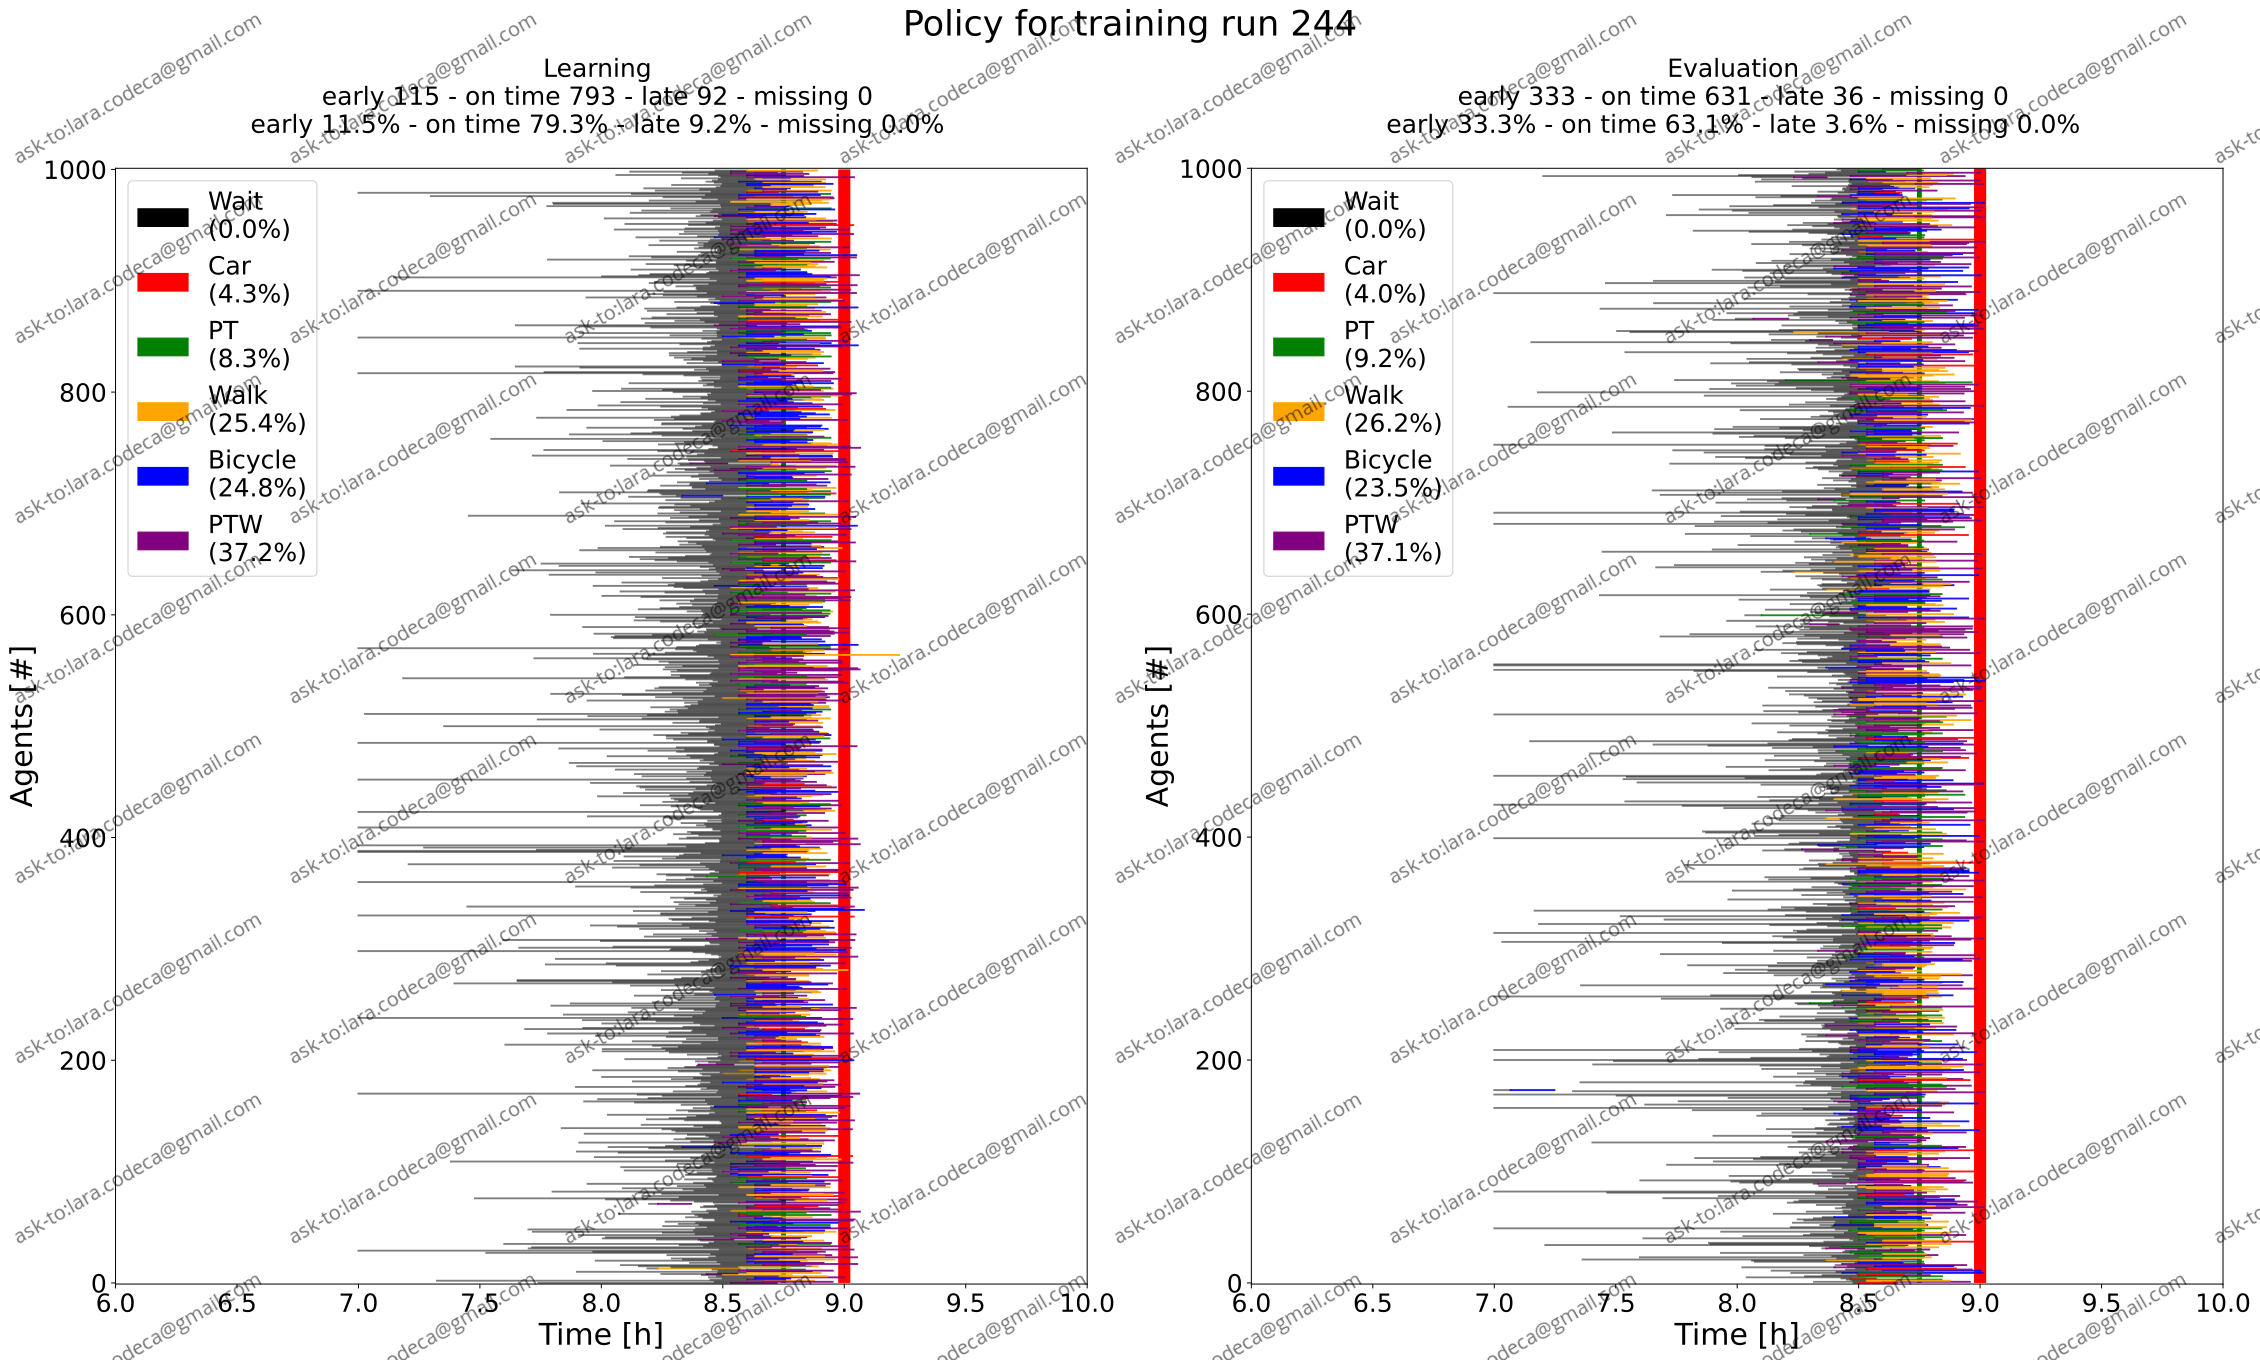 Policy for training run 244
Learning
early 115 - on time 793 - late 92 - missing 0
early 11.5% - on time 79.3% - late 9.2% - missing 0.0%
Evaluation
early 333 - on time 631 - late 36 - missing 0
early 33.3% - on time 63.1% - late 3.6% - missing 0.0%
1000
800
600
400
200
0
Agents [#]
Wait
(0.0%)
Car
(4.3%)
PT
(8.3%)
Walk
(25.4%)
Bicycle
(24.8%)
PTW
(37.2%)
6.0 6.5 7.0 7.5 8.0 8.5 9.0 9.5 10.0
Time [h]
1000
800
600
400
200
0
Agents [#]
Wait
(0.0%)
Car
(4.0%)
PT
(9.2%)
Walk
(26.2%)
Bicycle
(23.5%)
PTW
(37.1%)
6.0 6.5 7.0 7.5 8.0 8.5 9.0 9.5 10.0
Time [h]
ask-to:lara.codeca@gmail.com